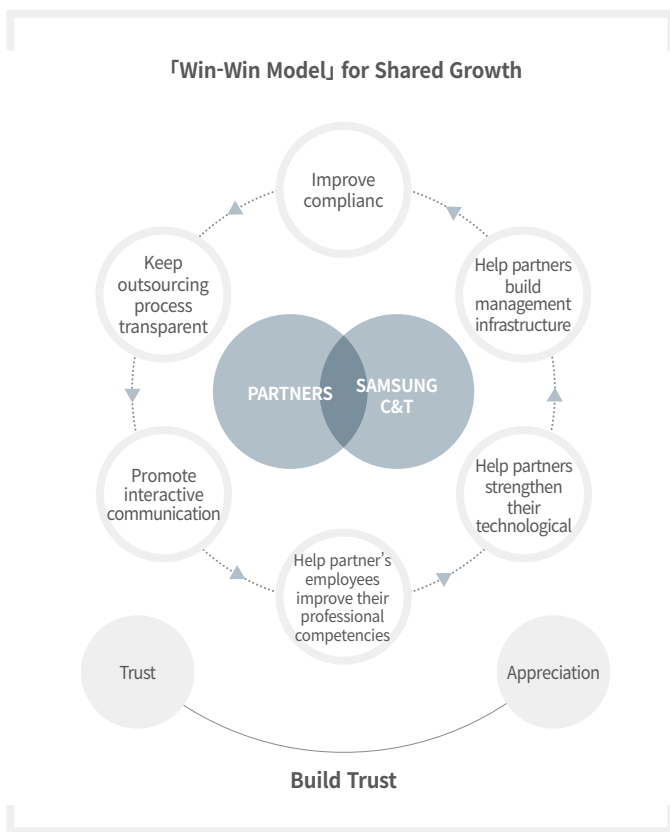 「Win-Win Model」 for Shared Growth
Improve
complianc
Keep
outsourcing
process
transparent
Help partners
build
management
infrastructure
PARTNERS
SAMSUNG
C&T
Promote
interactive
communication
Help partners
strengthen
their
technological
Help partner's
employees
improve their
professional
competencies
Trust
Appreciation
Build Trust